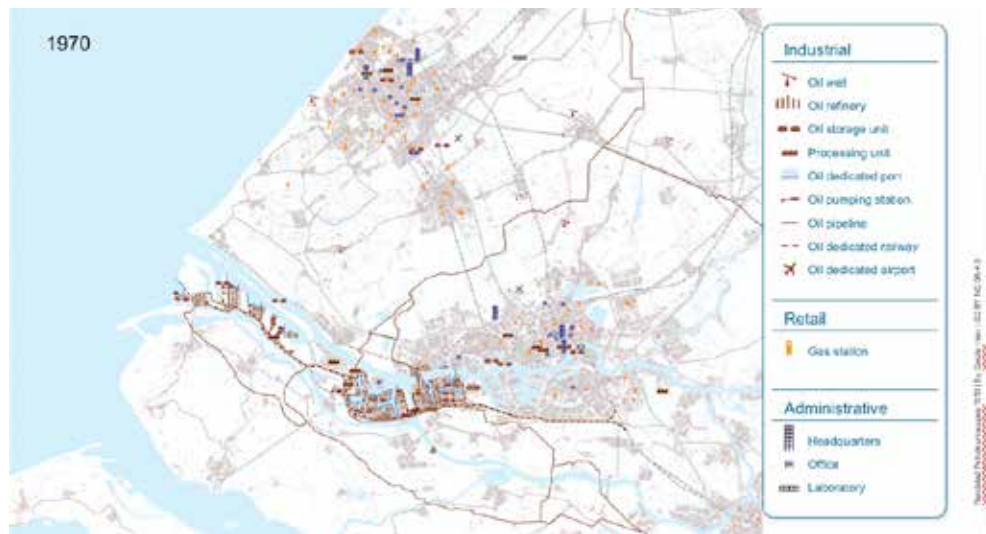 1970
Industrial
Oil well
Oil refinery
Oil storage unit
Processing unit
Oil dedicated port
Oil pumping station
Oil pipeline
Oil dedicated railway
Oil dedicated airport
Retail
Gas station
Administrative
Headquarters
Office
Laboratory